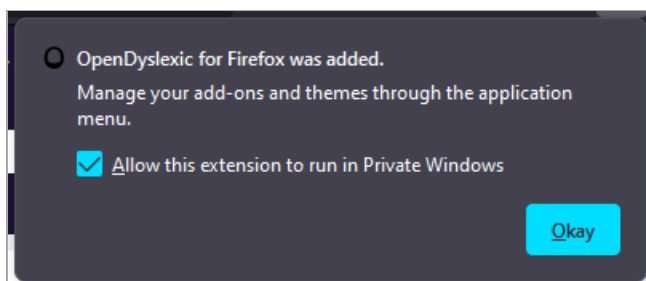 OpenDyslexic for Firefox was added.
Manage your add-ons and themes through the application
menu.
Allow this extension to run in Private Windows
Okay